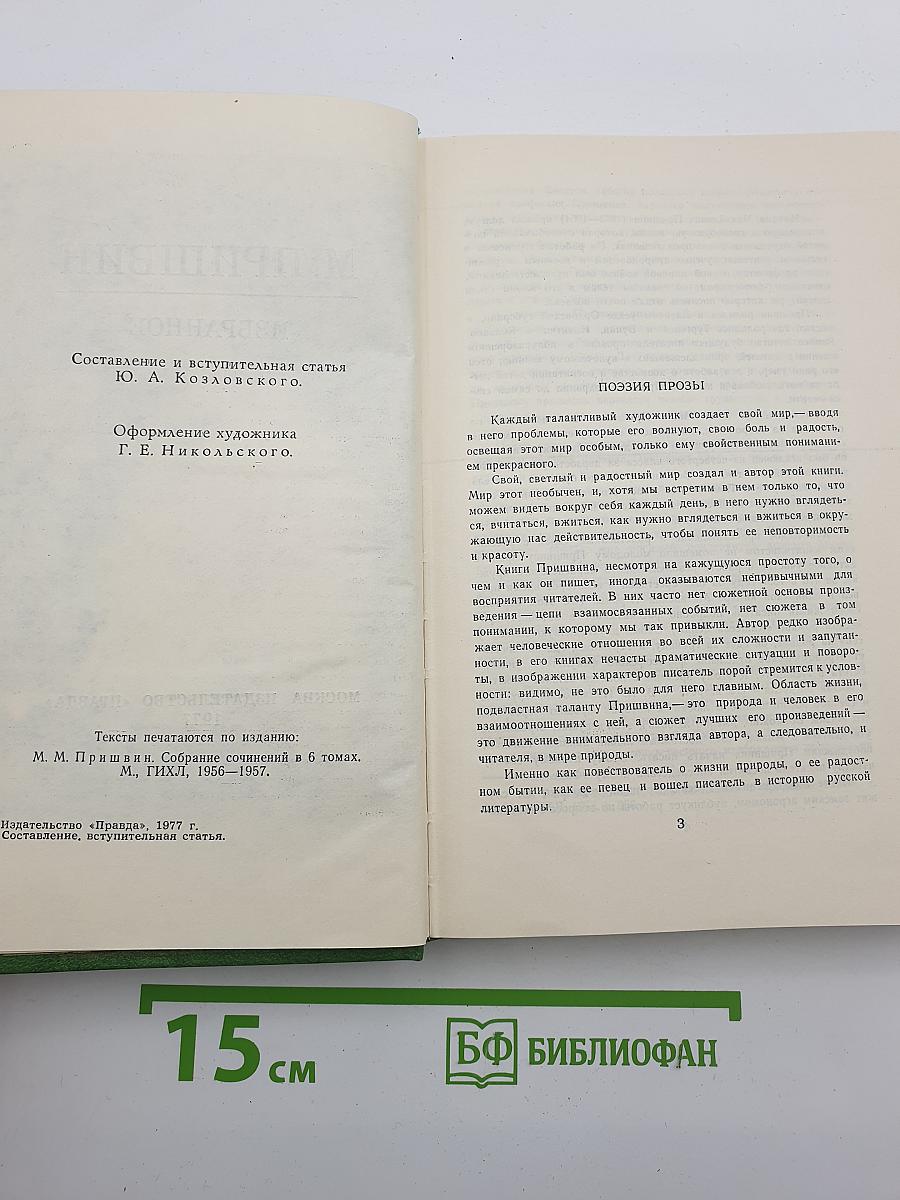 Составление и вступительная статья
Ю. А. Козловского.
Оформление художника
Г. Е. Никольского.
МОСКВА ИЗДАТЕЛЬСТВО «ПРАВДА»
1977
Тексты печатаются по изданию:
М. М. Пришвин. Собрание сочинений в 6 томах.
М., ГИХЛ, 1956—1957.
Издательство «Правда», 1977 г.
Составление, вступительная статья.
ПОЭЗИЯ ПРОЗЫ
Каждый талантливый художник создает свой мир,— вводя
в него проблемы, которые его волнуют, свою боль и радость,
освещая этот мир особым, только ему свойственным понимани-
ем прекрасного.
Свой, светлый и радостный мир создал и автор этой книги.
Мир этот необычен, и, хотя мы встретим в нем только то, что
можем видеть вокруг себя каждый день, в него нужно вглядеть-
ся, вчитаться, вжиться, как нужно вглядеться и вжиться в окру-
жающую нас действительность, чтобы понять ее неповторимость
и красоту.
Книги Пришвина, несмотря на кажущуюся простоту того, о
чем и как он пишет, иногда оказываются непривычными для
восприятия читателей. В них часто нет сюжетной основы произ-
ведения — цепи взаимосвязанных событий, нет сюжета в том
понимании, к которому мы так привыкли. Автор редко изобра-
жает человеческие отношения во всей их сложности и запутан-
ности, в его книгах нечасты драматические ситуации и поворо-
ты, в изображении характеров писатель порой стремится к услов-
ности: видимо, не это было для него главным. Область жизни,
подвластная таланту Пришвина,— это природа и человек в его
взаимоотношениях с ней, а сюжет лучших его произведений —
это движение внимательного взгляда автора, а следовательно, и
читателя, в мире природы.
Именно как повествователь о жизни природы, о ее радост-
ном бытии, как ее певец и вошел писатель в историю русской
литературы.
3
15 см
БФ БИБЛИОФАН